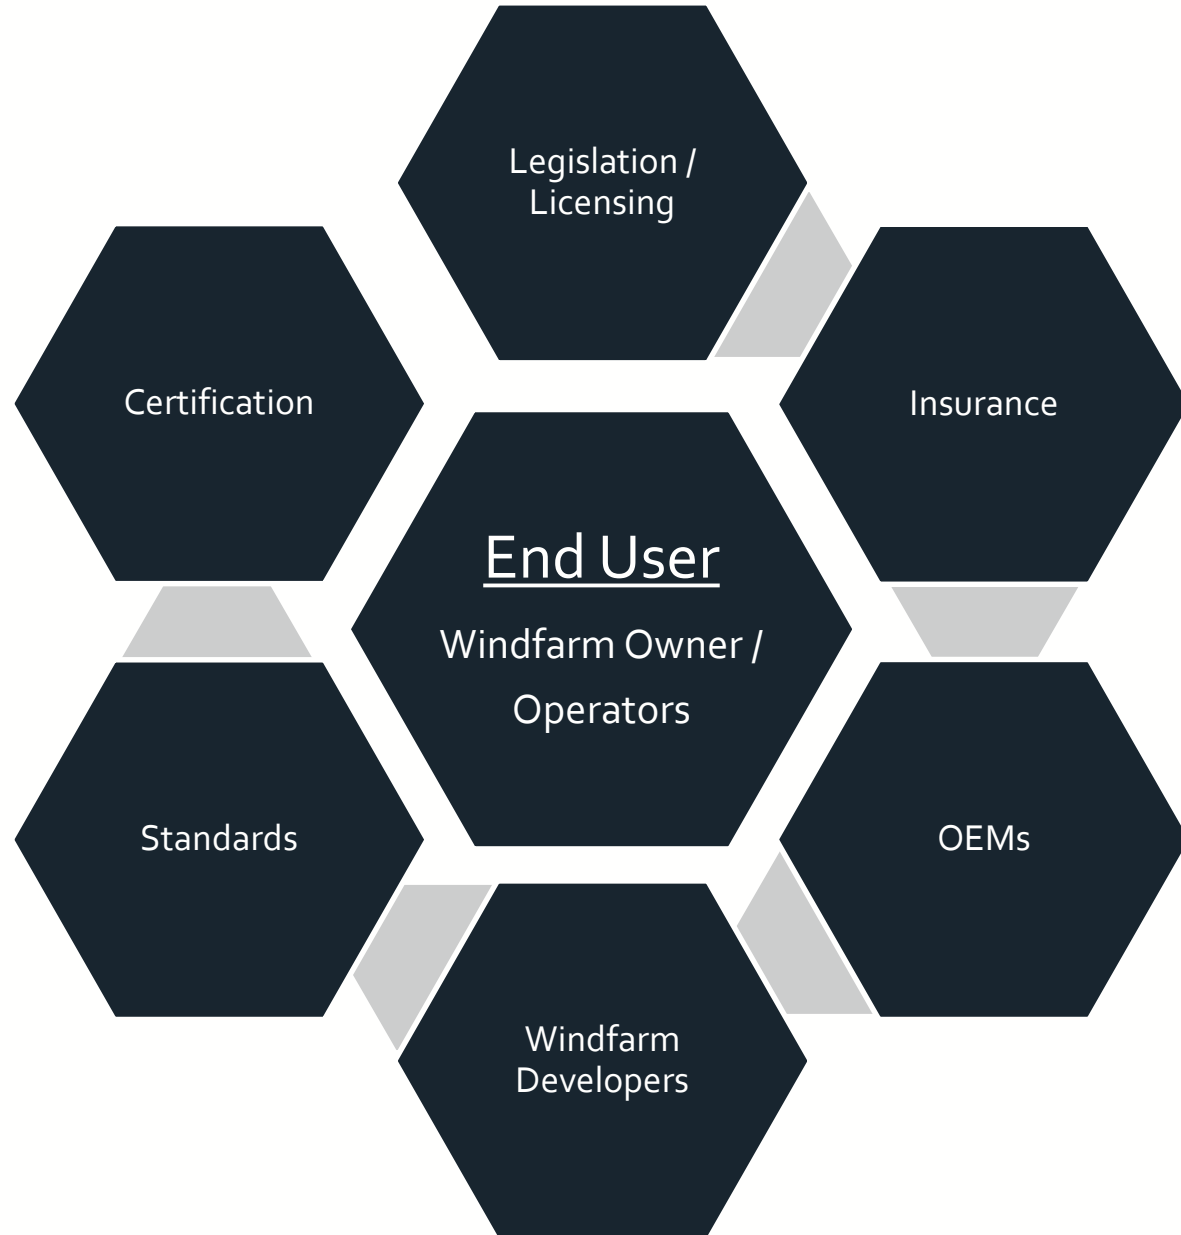 Legislation /
Licensing
Certification
Insurance
End User
Windfarm Owner /
Operators
Standards
OEMs
Windfarm
Developers